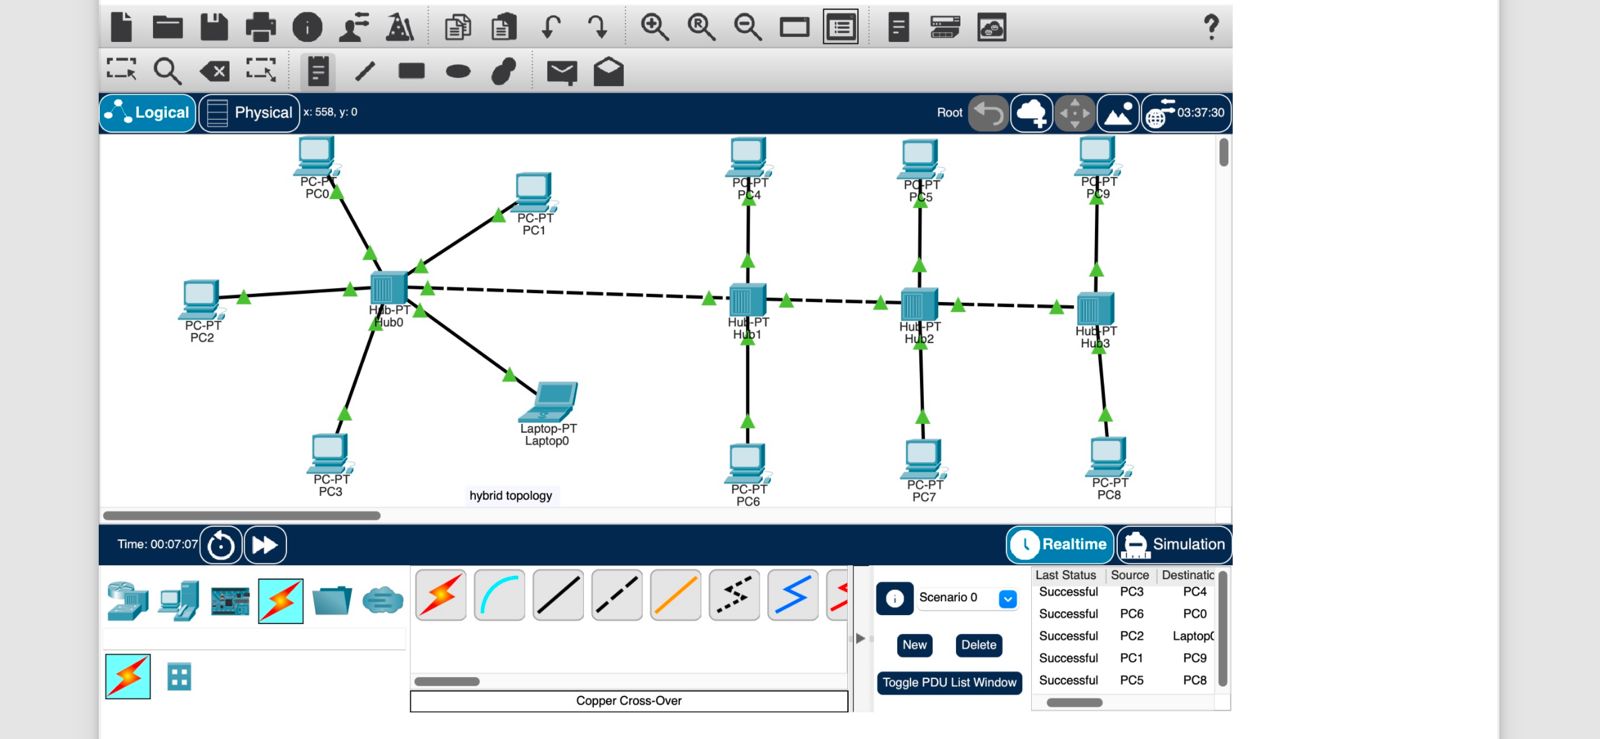 ?
Logical
Physical
x: 558, y: 0
Root
03:37:30
PC-PT
PC0
PC-PT
PC1
PC-PT
PC4
PC-PT
PC5
PC-PT
PC9
PC-PT
PC2
Hub-PT
Hub0
Hub-PT
Hub1
Hub-PT
Hub2
Hub-PT
Hub3
Laptop-PT
Laptop0
PC-PT
PC3
hybrid topology
PC-PT
PC6
PC-PT
PC7
PC-PT
PC8
Time: 00:07:07
Realtime
Simulation
Scenario 0
New
Delete
Toggle PDU List Window
Last Status Source Destinatic
Successful PC3 PC4
Successful PC6 PC0
Successful PC2 Laptop0
Successful PC1 PC9
Successful PC5 PC8
Copper Cross-Over